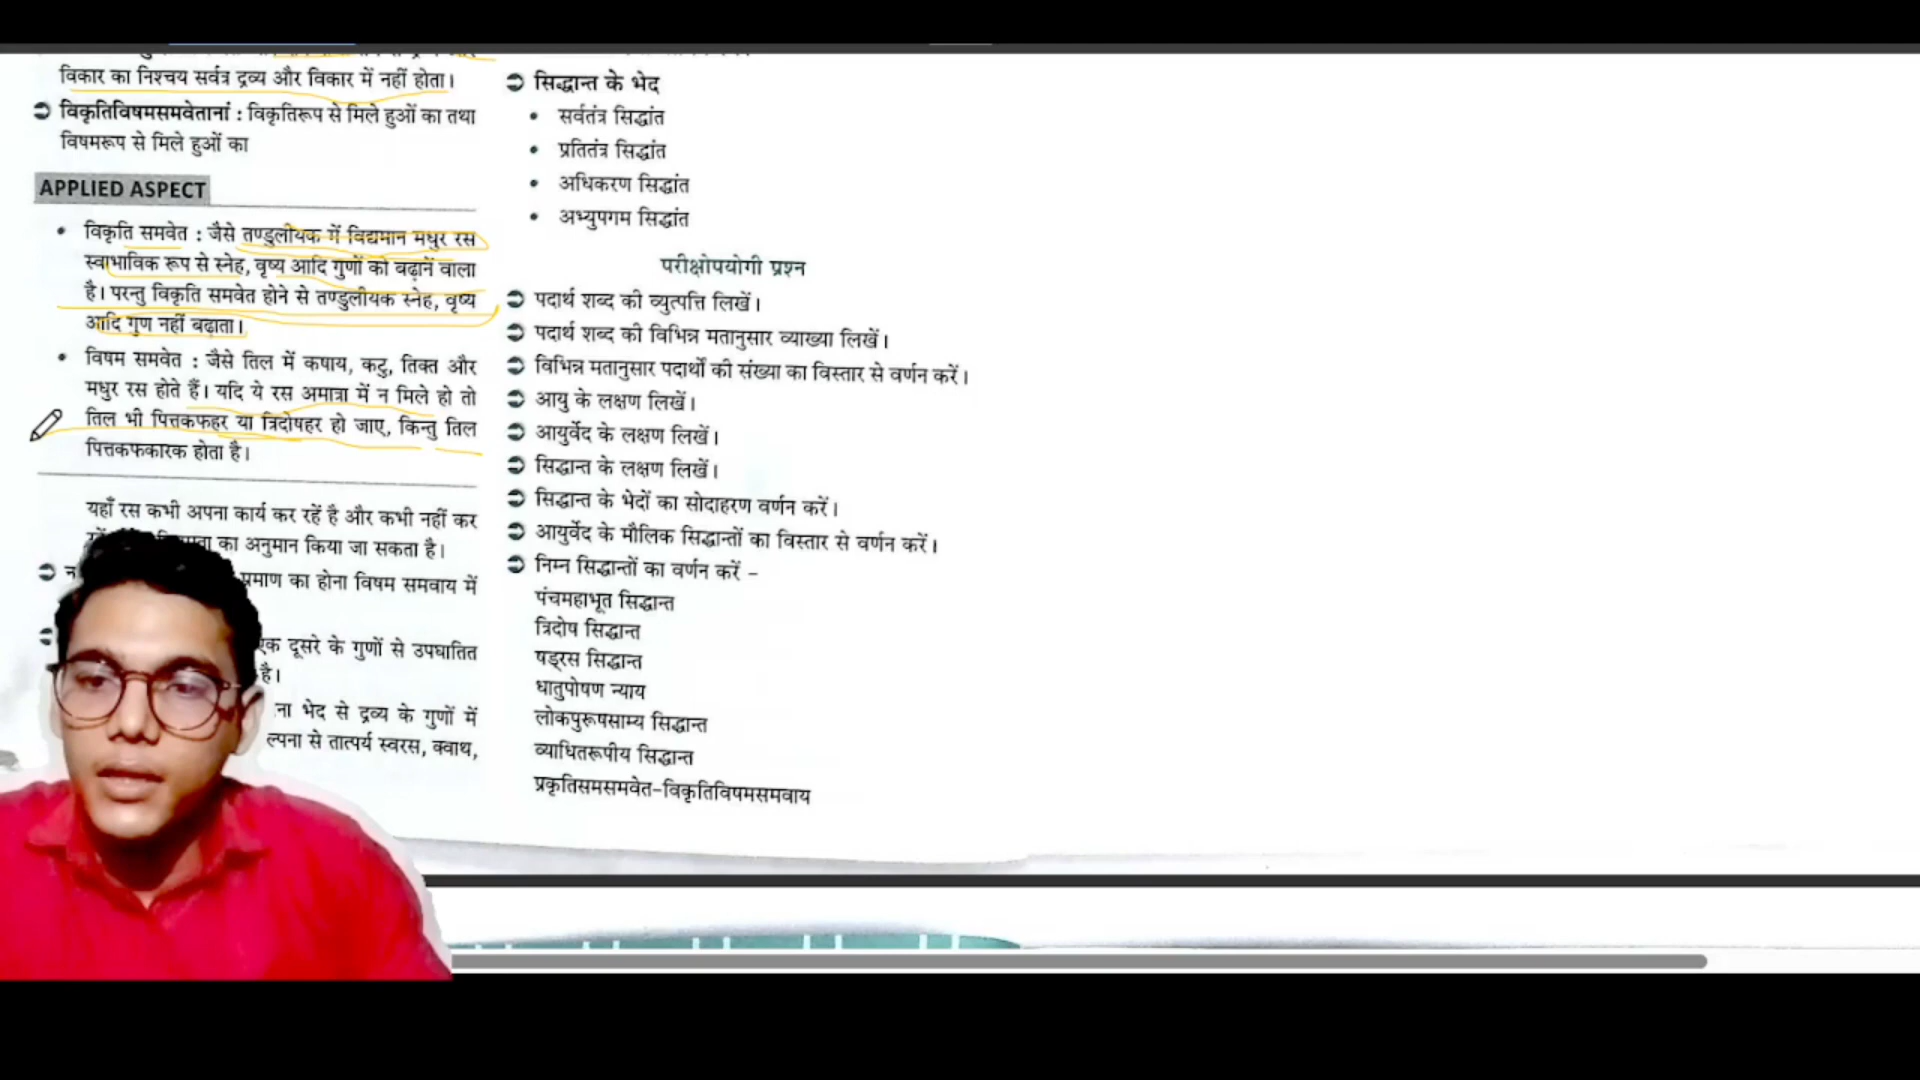 विकार का निश्चय सर्वत्र द्रव्य और विकार में नहीं होता।
➲ विकृतिविषमसमवेतानां : विकृतिरूप से मिले हुओं का तथा
विषमरूप से मिले हुओं का
APPLIED ASPECT
• विकृति समवेत : जैसे तण्डुलीयक में विद्यमान मधुर रस
स्वाभाविक रूप से स्नेह, वृष्य आदि गुणों को बढ़ानें वाला
है। परन्तु विकृति समवेत होने से तण्डुलीयक स्नेह, वृष्य
आदि गुण नहीं बढ़ाता।
• विषम समवेत : जैसे तिल में कषाय, कटु, तिक्त और
मधुर रस होते हैं। यदि ये रस अमात्रा में न मिले हो तो
तिल भी पित्तकफहर या त्रिदोषहर हो जाए, किन्तु तिल
पित्तकफकारक होता है।
यहाँ रस कभी अपना कार्य कर रहें है और कभी नहीं कर
का अनुमान किया जा सकता है।
➲ न प्रमाण का होना विषम समवाय में
एक दूसरे के गुणों से उपघातित
है।
भेद से द्रव्य के गुणों में
से तात्पर्य स्वरस, क्वाथ,
➲ सिद्धान्त के भेद
• सर्वतंत्र सिद्धांत
• प्रतितंत्र सिद्धांत
• अधिकरण सिद्धांत
• अभ्युपगम सिद्धांत
परीक्षोपयोगी प्रश्न
➲ पदार्थ शब्द की व्युत्पत्ति लिखें।
➲ पदार्थ शब्द की विभिन्न मतानुसार व्याख्या लिखें।
➲ विभिन्न मतानुसार पदार्थों की संख्या का विस्तार से वर्णन करें।
➲ आयु के लक्षण लिखें।
➲ आयुर्वेद के लक्षण लिखें।
➲ सिद्धान्त के लक्षण लिखें।
➲ सिद्धान्त के भेदों का सोदाहरण वर्णन करें।
➲ आयुर्वेद के मौलिक सिद्धान्तों का विस्तार से वर्णन करें।
➲ निम्न सिद्धान्तों का वर्णन करें –
पंचमहाभूत सिद्धान्त
त्रिदोष सिद्धान्त
षड्रस सिद्धान्त
धातुपोषण न्याय
लोकपुरूषसाम्य सिद्धान्त
व्याधितरूपीय सिद्धान्त
प्रकृतिसमसमवेत–विकृतिविषमसमवाय